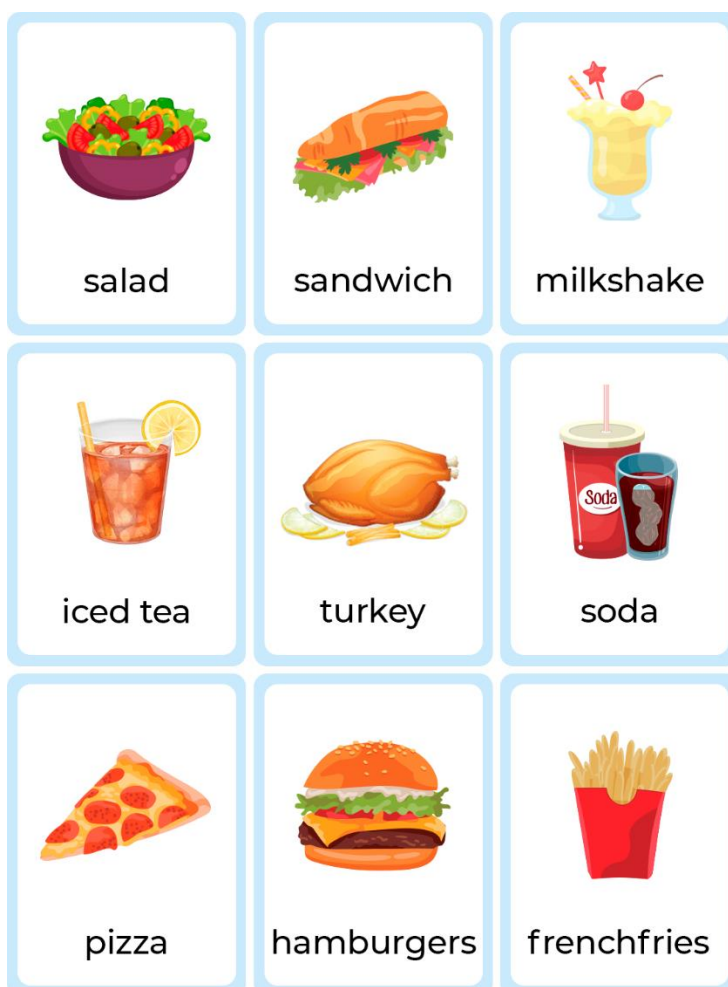 salad
sandwich
milkshake
iced tea
turkey
Soda
soda
pizza
hamburgers
frenchfries